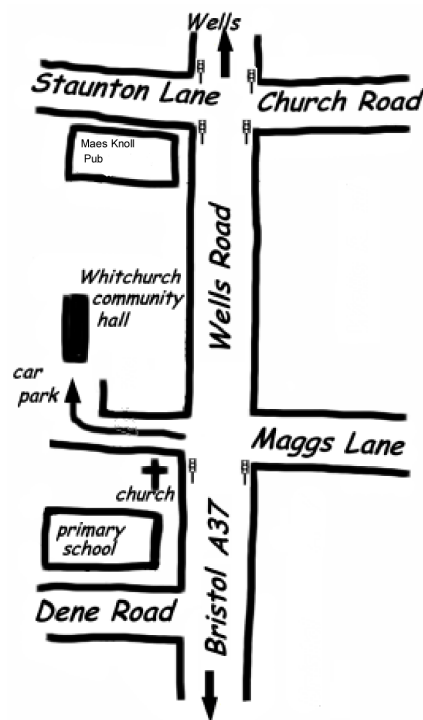 Wells
Staunton Lane
Church Road
Maes Knoll
Pub
Wells Road
Whitchurch
community
hall
car
park
Maggs Lane
church
primary
school
Bristol A37
Dene Road